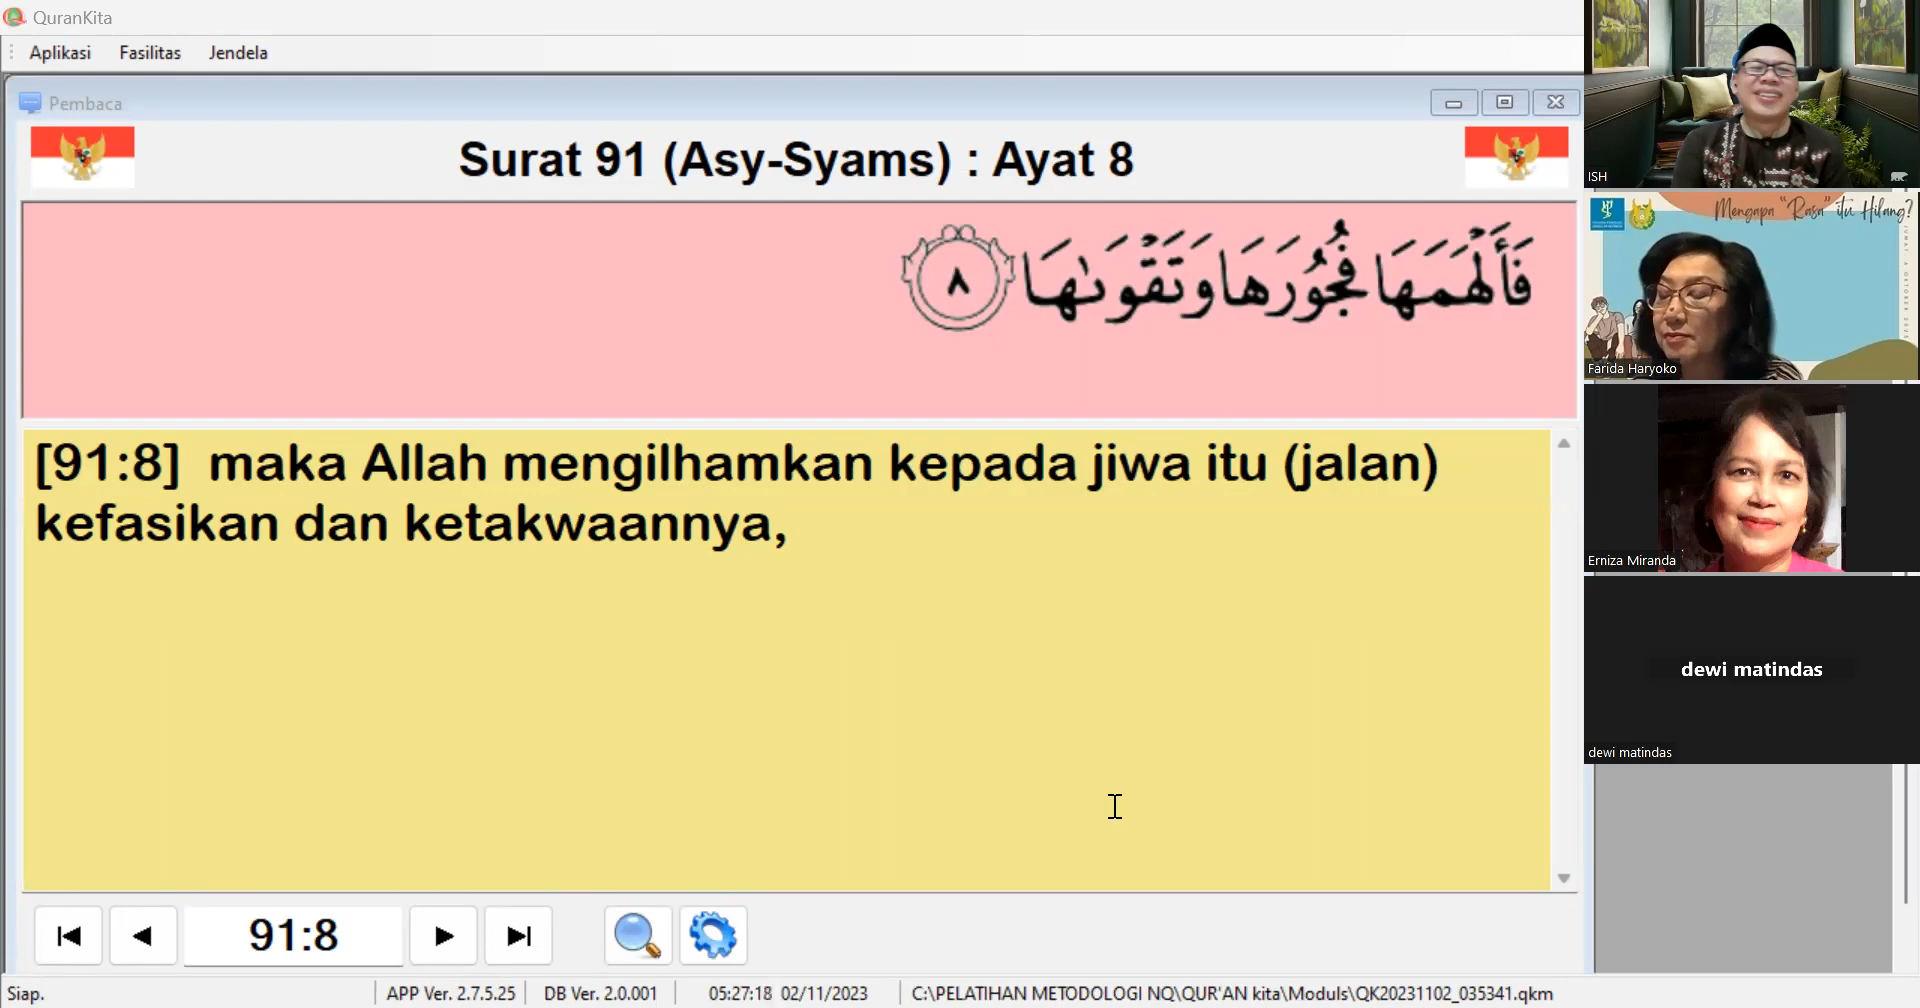 QuranKita
Aplikasi Fasilitas Jendela
Pembaca
Surat 91 (Asy-Syams) : Ayat 8
فَأَلْهَمَهَا فُجُورَهَا وَتَقْوَىٰهَا ٨
[91:8] maka Allah mengilhamkan kepada jiwa itu (jalan)
kefasikan dan ketakwaannya,
91:8
Siap.
APP Ver. 2.7.5.25
DB Ver. 2.0.001
05:27:18 02/11/2023
C:\PELATIHAN METODOLOGI NQ\QUR'AN kita\Moduls\QK20231102_035341.qkm
ISH
Mengapa "Rasa" itu Hilang?
Farida Haryoko
Erniza Miranda
dewi matindas
dewi matindas